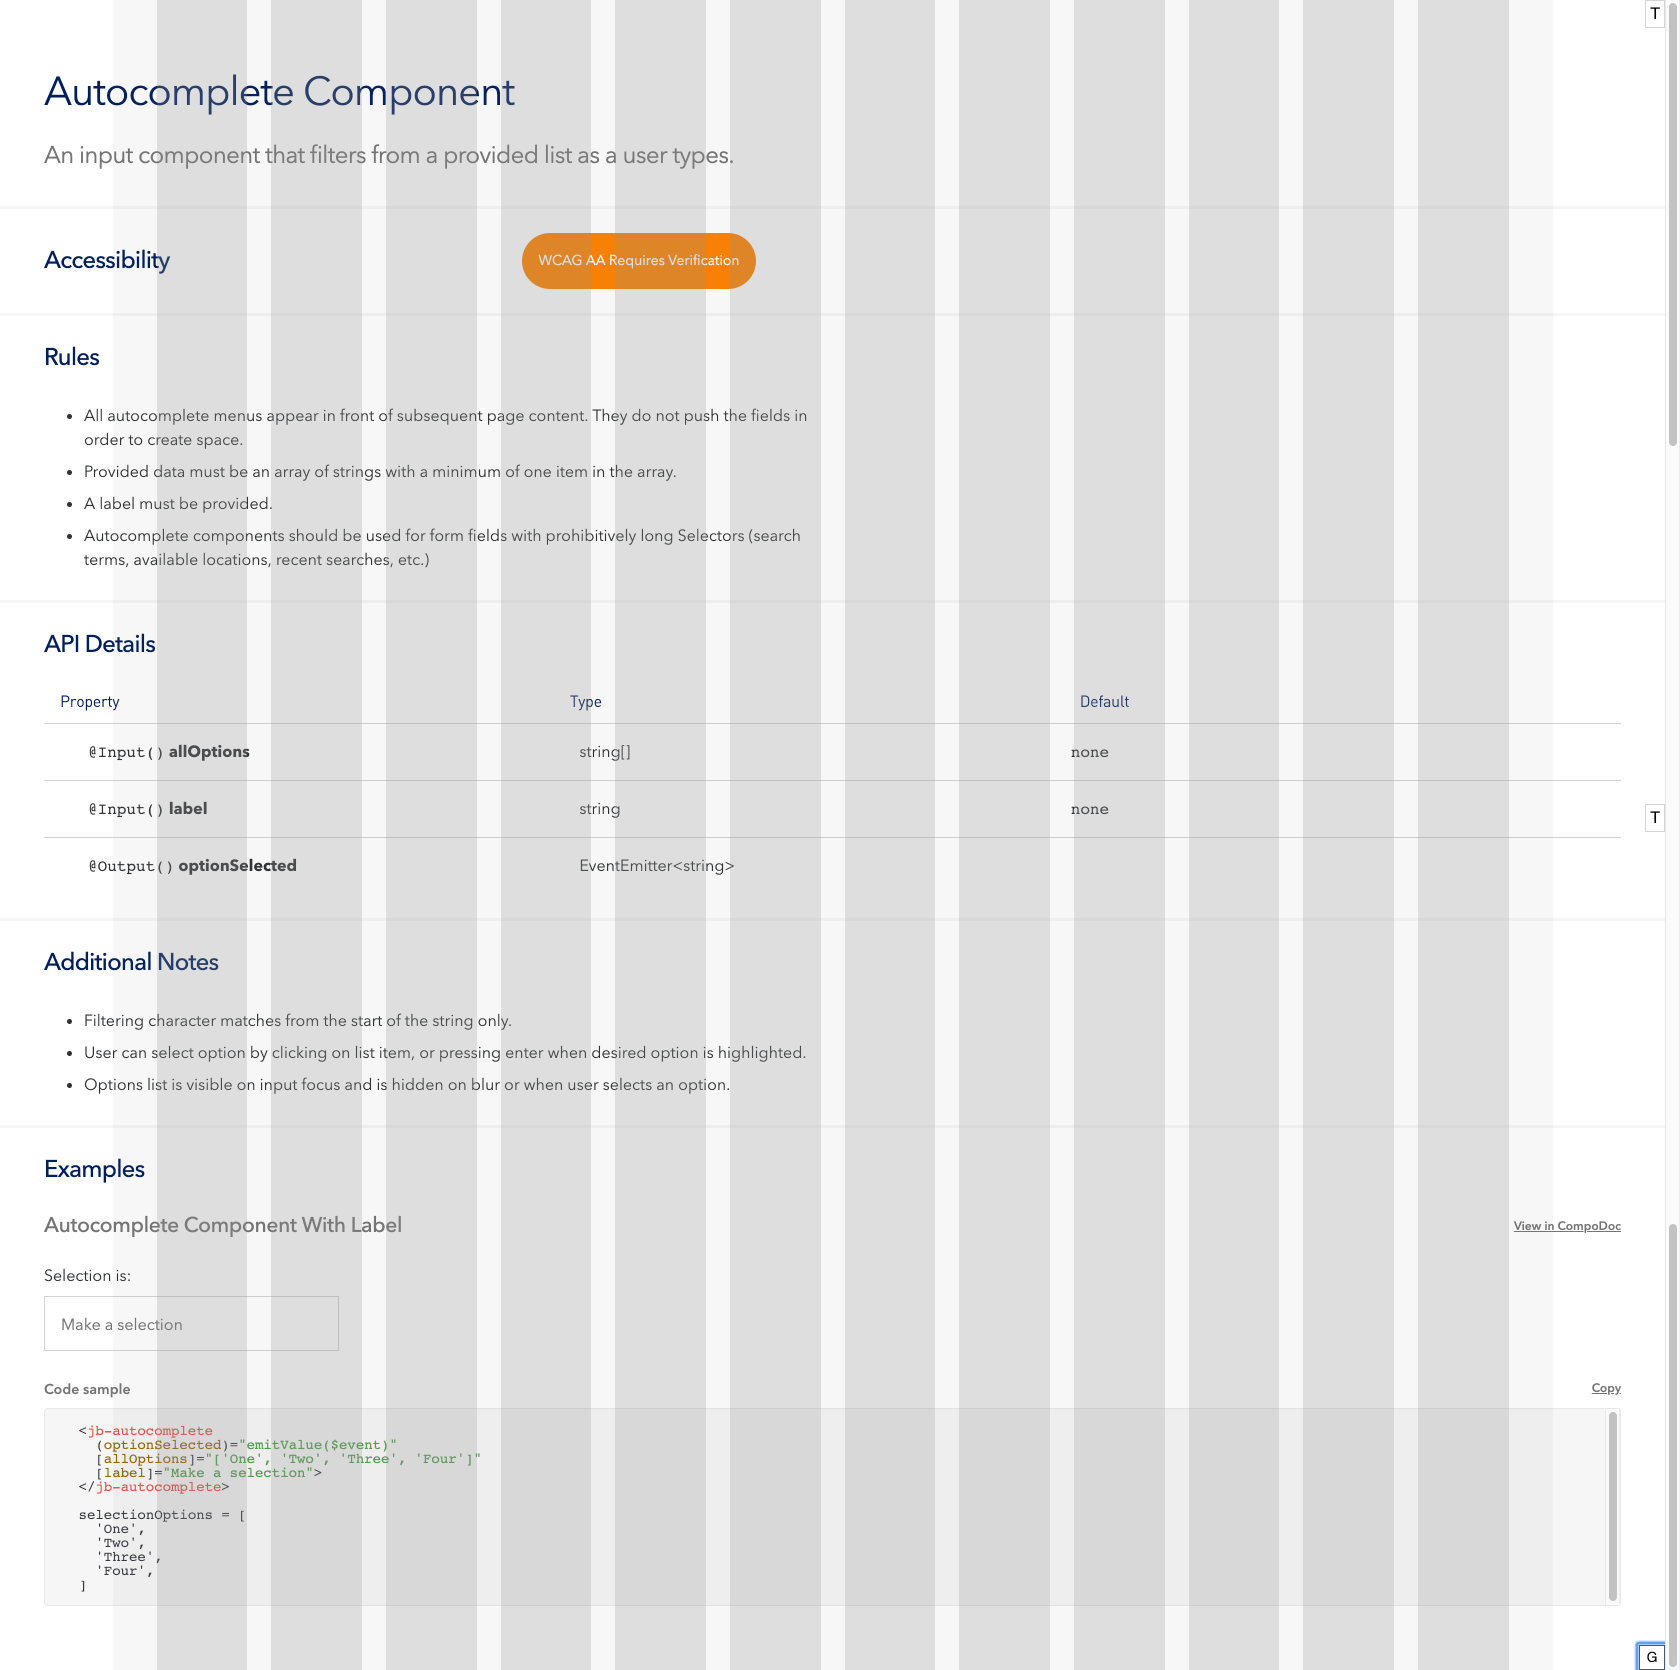 T
Autocomplete Component
An input component that filters from a provided list as a user types.
Accessibility
WCAG AA Requires Verification
Rules
• All autocomplete menus appear in front of subsequent page content. They do not push the fields in
order to create space.
• Provided data must be an array of strings with a minimum of one item in the array.
• A label must be provided.
• Autocomplete components should be used for form fields with prohibitively long Selectors (search
terms, available locations, recent searches, etc.)
API Details
Property Type Default
@Input() allOptions string[] none
@Input() label string none
T
@Output() optionSelected EventEmitter<string>
Additional Notes
• Filtering character matches from the start of the string only.
• User can select option by clicking on list item, or pressing enter when desired option is highlighted.
• Options list is visible on input focus and is hidden on blur or when user selects an option.
Examples
Autocomplete Component With Label
View in CompoDoc
Selection is:
Make a selection
Code sample
Copy
<jb-autocomplete
(optionSelected)="emitValue($event)"
[allOptions]="['One', 'Two', 'Three', 'Four']"
[label]="Make a selection">
</jb-autocomplete>
selectionOptions = [
'One',
'Two',
'Three',
'Four',
]
G